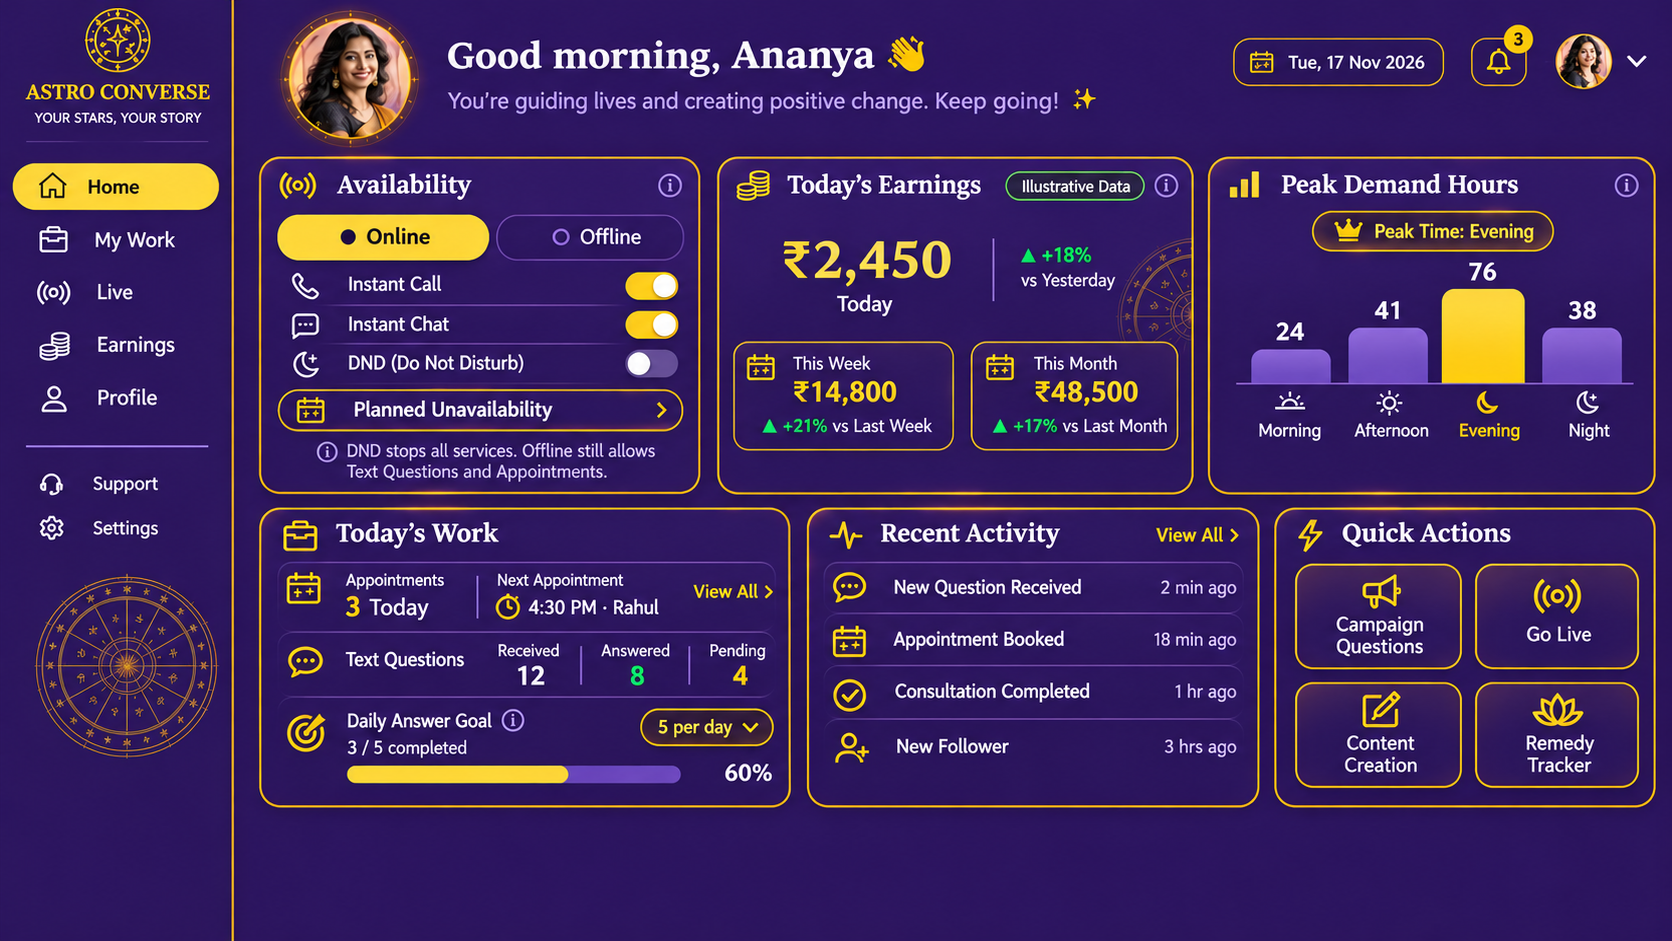 ASTRO CONVERSE
YOUR STARS, YOUR STORY
Home
My Work
Live
Earnings
Profile
Support
Settings
Good morning, Ananya 👋
You're guiding lives and creating positive change. Keep going! ✨
Tue, 17 Nov 2026
3
Availability
Online
Offline
Instant Call
Instant Chat
DND (Do Not Disturb)
Planned Unavailability
DND stops all services. Offline still allows
Text Questions and Appointments.
Today's Earnings
Illustrative Data
₹2,450
Today
▲ +18%
vs Yesterday
This Week
₹14,800
▲ +21% vs Last Week
This Month
₹48,500
▲ +17% vs Last Month
Peak Demand Hours
Peak Time: Evening
24
41
76
38
Morning
Afternoon
Evening
Night
Today's Work
Appointments
3 Today
Next Appointment
4:30 PM · Rahul
View All >
Text Questions
Received
12
Answered
8
Pending
4
Daily Answer Goal
3 / 5 completed
5 per day
60%
Recent Activity
View All >
New Question Received
2 min ago
Appointment Booked
18 min ago
Consultation Completed
1 hr ago
New Follower
3 hrs ago
Quick Actions
Campaign
Questions
Go Live
Content
Creation
Remedy
Tracker